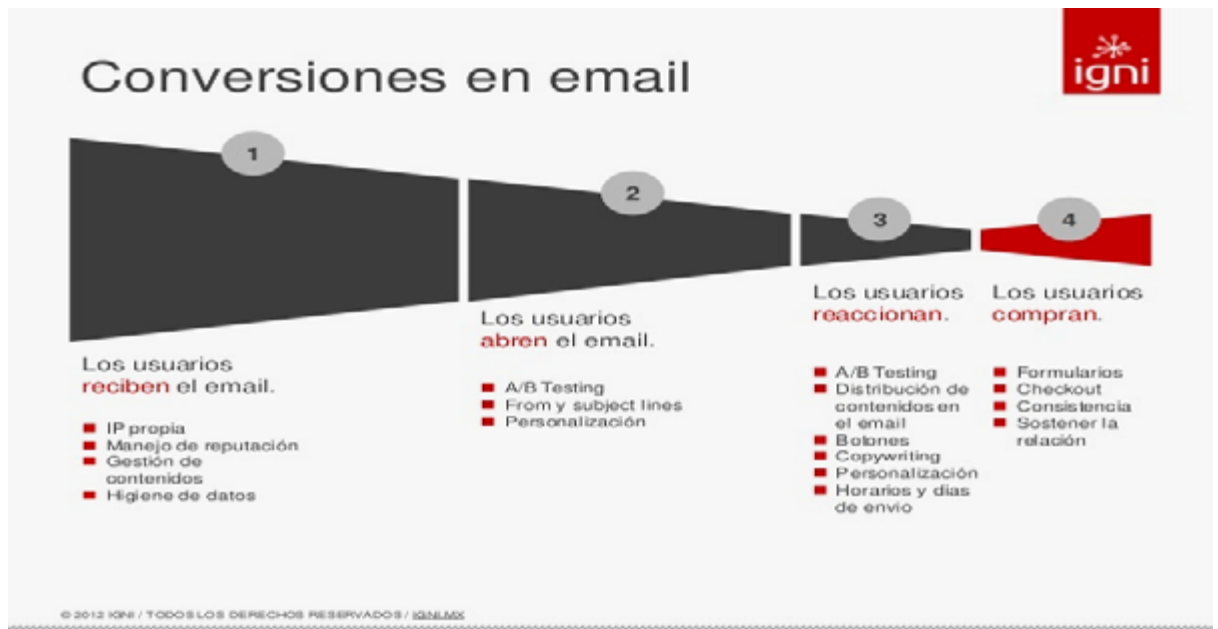 Conversiones en email
igni
1
2
3
4
Los usuarios
reciben el email.
IP propia
Manejo de reputación
Gestión de
contenidos
Higiene de datos
Los usuarios
abren el email.
A/B Testing
From y subject lines
Personalización
Los usuarios
reaccionan.
A/B Testing
Distribución de
contenidos en
el email
Botones
Copywriting
Personalización
Horarios y dias
de envio
Los usuarios
compran.
Formularios
Checkout
Consistencia
Sostener la
relación
© 2012 IGNI / TODOS LOS DERECHOS RESERVADOS / IGNI.MX